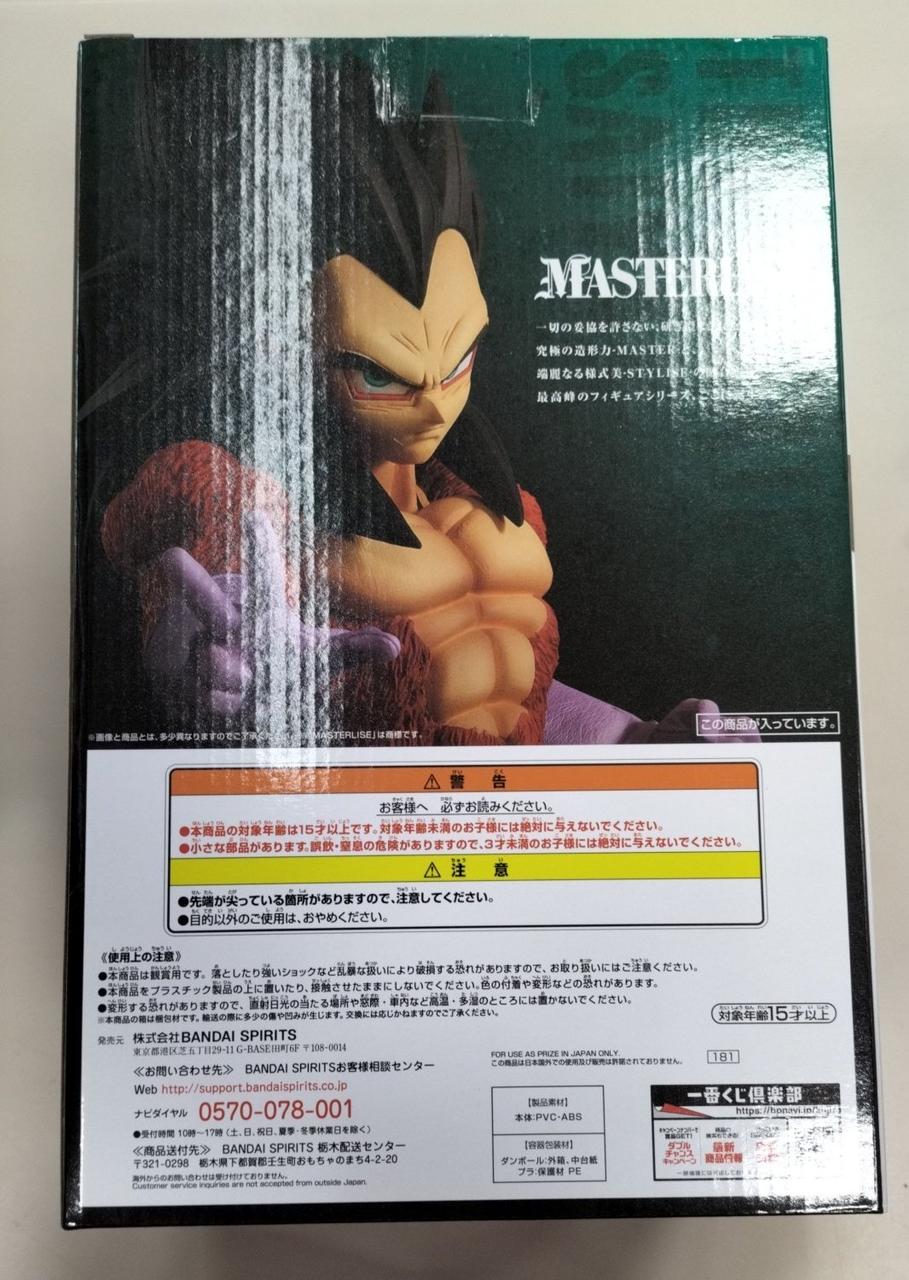 MASTERLI
一切の妥協を許さない、研ぎ
究極の造形力-MASTER-と、
端麗なる様式美-STYLISE-の
最高峰のフィギュアシリーズ、ここ
この商品が入っています。
※画像と商品とは、多少異なりますのでご了承ください。「MASTERLISE」は商標です。
⚠警告
お客様へ 必ずお読みください。
●本商品の対象年齢は15才以上です。対象年齢未満のお子様には絶対に与えないでください。
●小さな部品があります。誤飲・窒息の危険がありますので、3才未満のお子様には絶対に与えないでください。
⚠注意
●先端が尖っている箇所がありますので、注意してください。
●目的以外のご使用は、おやめください。
《使用上の注意》
●本商品は観賞用です。落としたり強いショックなど乱暴な扱いにより破損する恐れがありますので、お取り扱いにはご注意ください。
●本商品をプラスチック製品の上に置いたり、接触させたままにしないでください。色の付着や変形などの恐れがあります。
●変形する恐れがありますので、直射日光の当たる場所や窓際・車内など高温・多湿のところには置かないでください。
※本商品の箱は梱包材です。輸送の際に多少の傷や凹みが生じます。交換には応じかねますのでご了承ください。
対象年齢15才以上
発売元 株式会社BANDAI SPIRITS
東京都港区芝五丁目29-11 G-BASE田町6F 〒108-0014
≪お問い合わせ先≫ BANDAI SPIRITSお客様相談センター
Web http://support.bandaispirits.co.jp
ナビダイヤル 0570-078-001
●受付時間 10時〜17時(土、日、祝日、夏季・冬季休業日を除く)
≪商品送付先≫ BANDAI SPIRITS 栃木配送センター
〒321-0298 栃木県下都賀郡壬生町おもちゃのまち4-2-20
海外からのお問い合わせは受け付けておりません。
Customer service inquiries are not accepted from outside Japan.
FOR USE AS PRIZE IN JAPAN ONLY.
この商品は日本国外での使用及び販売は許諾されておりません。
181
【製品素材】
本体:PVC・ABS
【容器包装材】
ダンボール:外箱、中台紙
プラ:保護材 PE
一番くじ倶楽部
ダブル
チャンス
キャンペーン
最新
商品情報